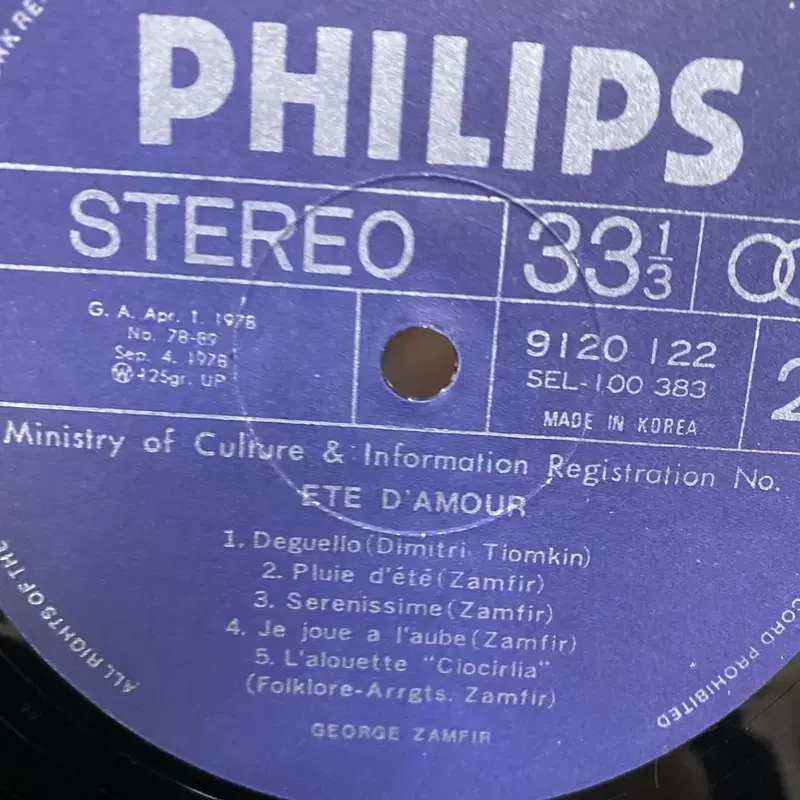 PHILIPS
STEREO
33 1/3
G. A. Apr. 1. 1978
No. 78-89
Sep. 4. 1978
125gr. UP
9120 122
SEL-100 383
MADE IN KOREA
2
Ministry of Culture & Information Registration No.
ETE D'AMOUR
1. Deguello(Dimitri Tiomkin)
2. Pluie d'été(Zamfir)
3. Serenissime(Zamfir)
4. Je joue a l'aube(Zamfir)
5. L'alouette "Ciocirlia"
(Folklore-Arrgts. Zamfir)
GEORGE ZAMFIR
ALL RIGHTS OF THE
CORD PROHIBITED